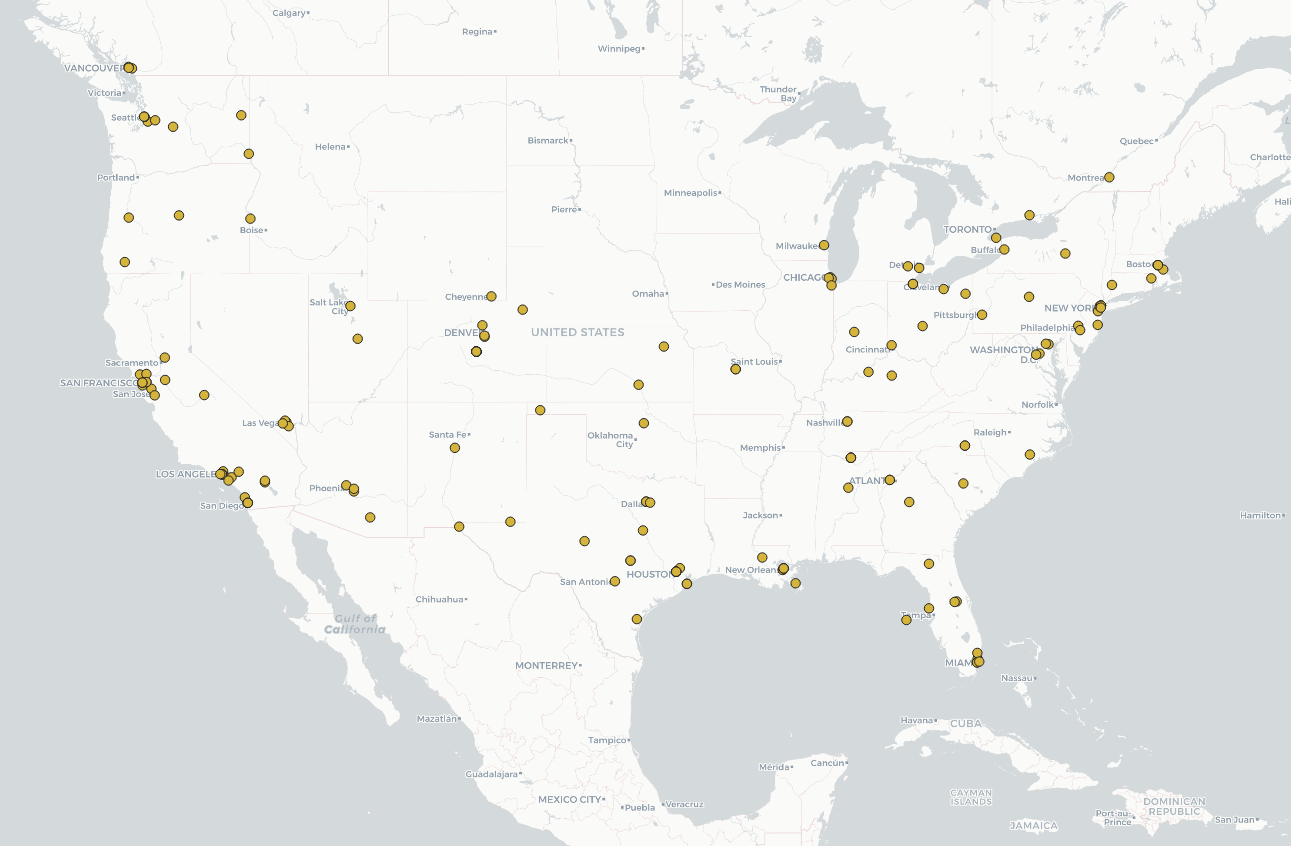 Calgary
Regina
Winnipeg
VANCOUVER
Victoria
Thunder
Bay
Seattle
Quebec
Bismarck
Helena
Charlotte
Portland
Montreal
Minneapolis
Hali
Pierre
Boise
TORONTO
Milwaukee
Buffalo
Boston
Det
CHICAGO
Cleveland
Des Moines
Omaha
Cheyenne
Salt Lake
City
NEW YORK
Pittsburgh
Philadelphia
DENVER
UNITED STATES
Cincinnati
WASHINGTON
D.C.
Sacramento
Saint Louis
SAN FRANCISCO
San Jose
Norfolk
Las Vegas
Nashville
Raleigh
Santa Fe
Oklahoma
City
Memphis
LOS ANGELES
ATLANTA
Phoenix
San Diego
Dallas
Jackson
Hamilton
New Orleans
HOUSTON
San Antonio
Chihuahua
Gulf of
California
Tampa
MIAMI
MONTERREY
Nassau
Mazatlán
Havana
CUBA
Tampico
Mérida
Cancún
Guadalajara
MEXICO CITY
Puebla
Veracruz
CAYMAN
ISLANDS
DOMINICAN
REPUBLIC
Port-au-
Prince
San Juan
JAMAICA